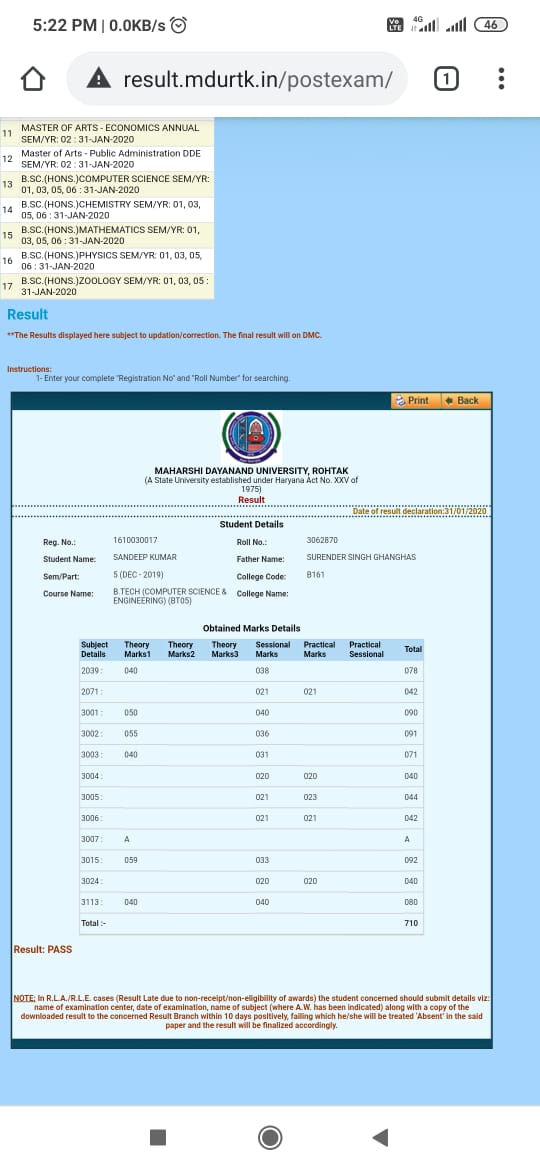 5:22 PM | 0.0KB/s
Vo LTE 4G 46
result.mdurtk.in/postexam/ 1
11 MASTER OF ARTS - ECONOMICS ANNUAL
SEM/YR: 02 : 31-JAN-2020
12 Master of Arts - Public Administration DDE
SEM/YR: 02 : 31-JAN-2020
13 B.SC.(HONS.)COMPUTER SCIENCE SEM/YR:
01, 03, 05, 06 : 31-JAN-2020
14 B.SC.(HONS.)CHEMISTRY SEM/YR: 01, 03,
05, 06 : 31-JAN-2020
15 B.SC.(HONS.)MATHEMATICS SEM/YR: 01,
03, 05, 06 : 31-JAN-2020
16 B.SC.(HONS.)PHYSICS SEM/YR: 01, 03, 05,
06 : 31-JAN-2020
17 B.SC.(HONS.)ZOOLOGY SEM/YR: 01, 03, 05 :
31-JAN-2020
Result
**The Results displayed here subject to updation/correction. The final result will on DMC.
Instructions:
1- Enter your complete "Registration No" and "Roll Number" for searching.
Print Back
MAHARSHI DAYANAND UNIVERSITY, ROHTAK
(A State University established under Haryana Act No. XXV of
1975)
Result
Date of result declaration:31/01/2020
Student Details
Reg. No.: 1610030017 Roll No.: 3062870
Student Name: SANDEEP KUMAR Father Name: SURENDER SINGH GHANGHAS
Sem/Part: 5 (DEC - 2019) College Code: B161
Course Name: B.TECH (COMPUTER SCIENCE & College Name:
ENGINEERING) (BT05)
Obtained Marks Details
Subject Theory Theory Theory Sessional Practical Practical Total
Details Marks1 Marks2 Marks3 Marks Marks Sessional
2039 : 040 038 078
2071 : 021 021 042
3001 : 050 040 090
3002 : 055 036 091
3003 : 040 031 071
3004 : 020 020 040
3005 : 021 023 044
3006 : 021 021 042
3007 : A A
3015 : 059 033 092
3024 : 020 020 040
3113 : 040 040 080
Total :- 710
Result: PASS
NOTE: In R.L.A./R.L.E. cases (Result Late due to non-receipt/non-eligibility of awards) the student concerned should submit details viz:
name of examination center, date of examination, name of subject (where A.W. has been indicated) along with a copy of the
downloaded result to the concerned Result Branch within 10 days positively, failing which he/she will be treated 'Absent' in the said
paper and the result will be finalized accordingly.